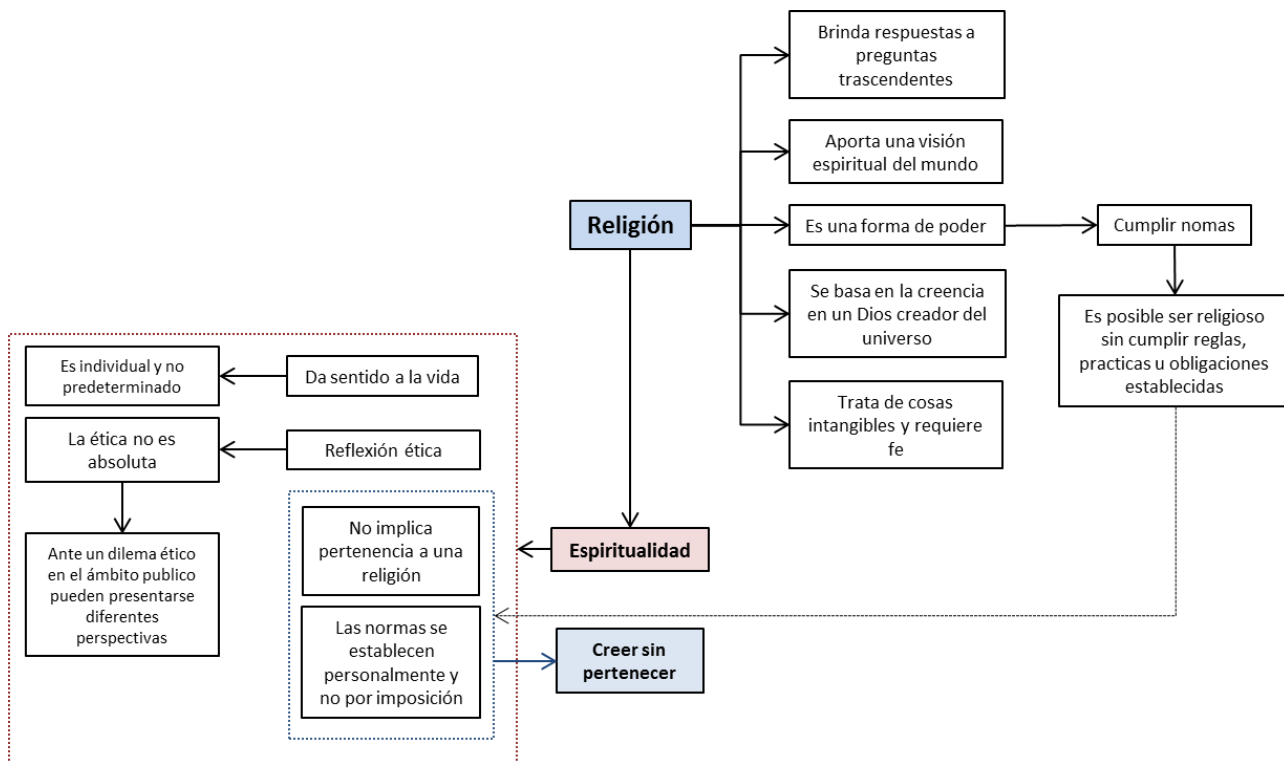 Brinda respuestas a
preguntas
trascendentes
Aporta una visión
espiritual del mundo
Religión
Es una forma de poder
Cumplir nomas
Se basa en la creencia
en un Dios creador del
universo
Es posible ser religioso
sin cumplir reglas,
practicas u obligaciones
establecidas
Trata de cosas
intangibles y requiere
fe
Es individual y no
predeterminado
Da sentido a la vida
La ética no es
absoluta
Reflexión ética
Ante un dilema ético
en el ámbito publico
pueden presentarse
diferentes
perspectivas
No implica
pertenencia a una
religión
Espiritualidad
Las normas se
establecen
personalmente y
no por imposición
Creer sin
pertenecer